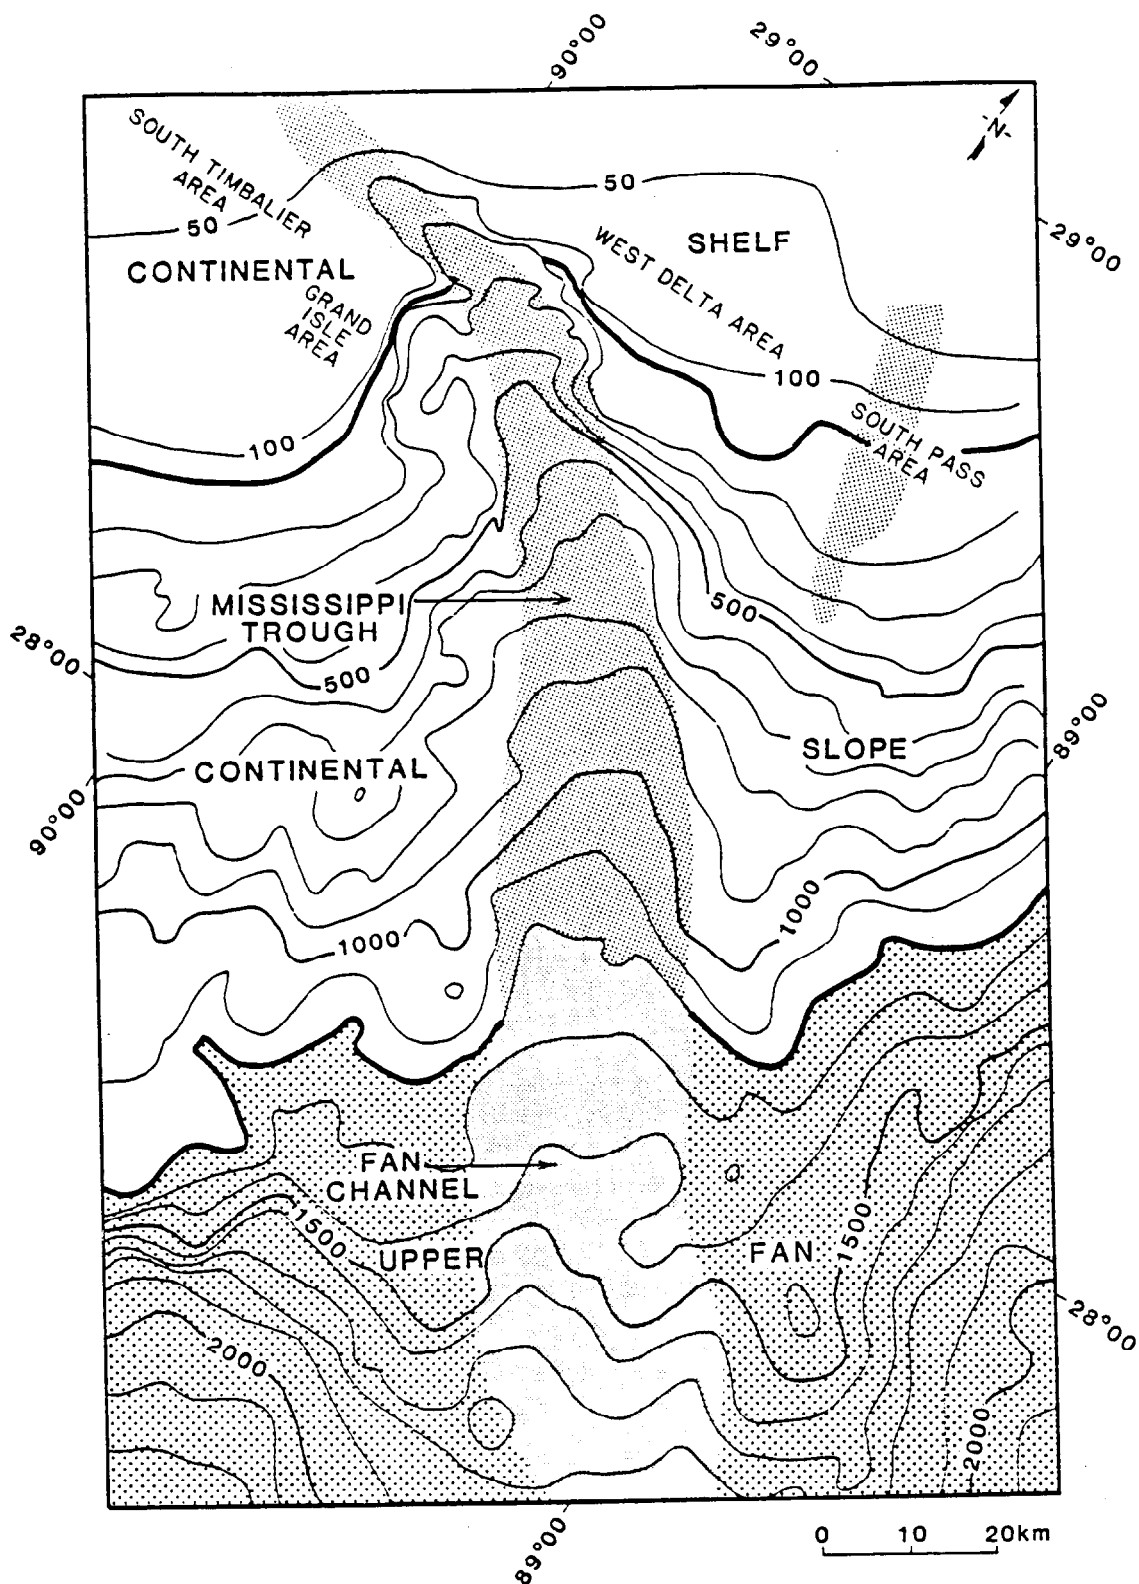 90°00
29°00
-N-
SOUTH TIMBALIER
AREA
50
50
29°00
WEST DELTA AREA
SHELF
CONTINENTAL
GRAND
ISLE
AREA
100
100
SOUTH PASS
AREA
MISSISSIPPI
TROUGH
500
28°00
500
89°00
SLOPE
CONTINENTAL
90°00
1000
1000
FAN
CHANNEL
1500
1500
UPPER
FAN
28°00
2000
2000
0 10 20km
89°00